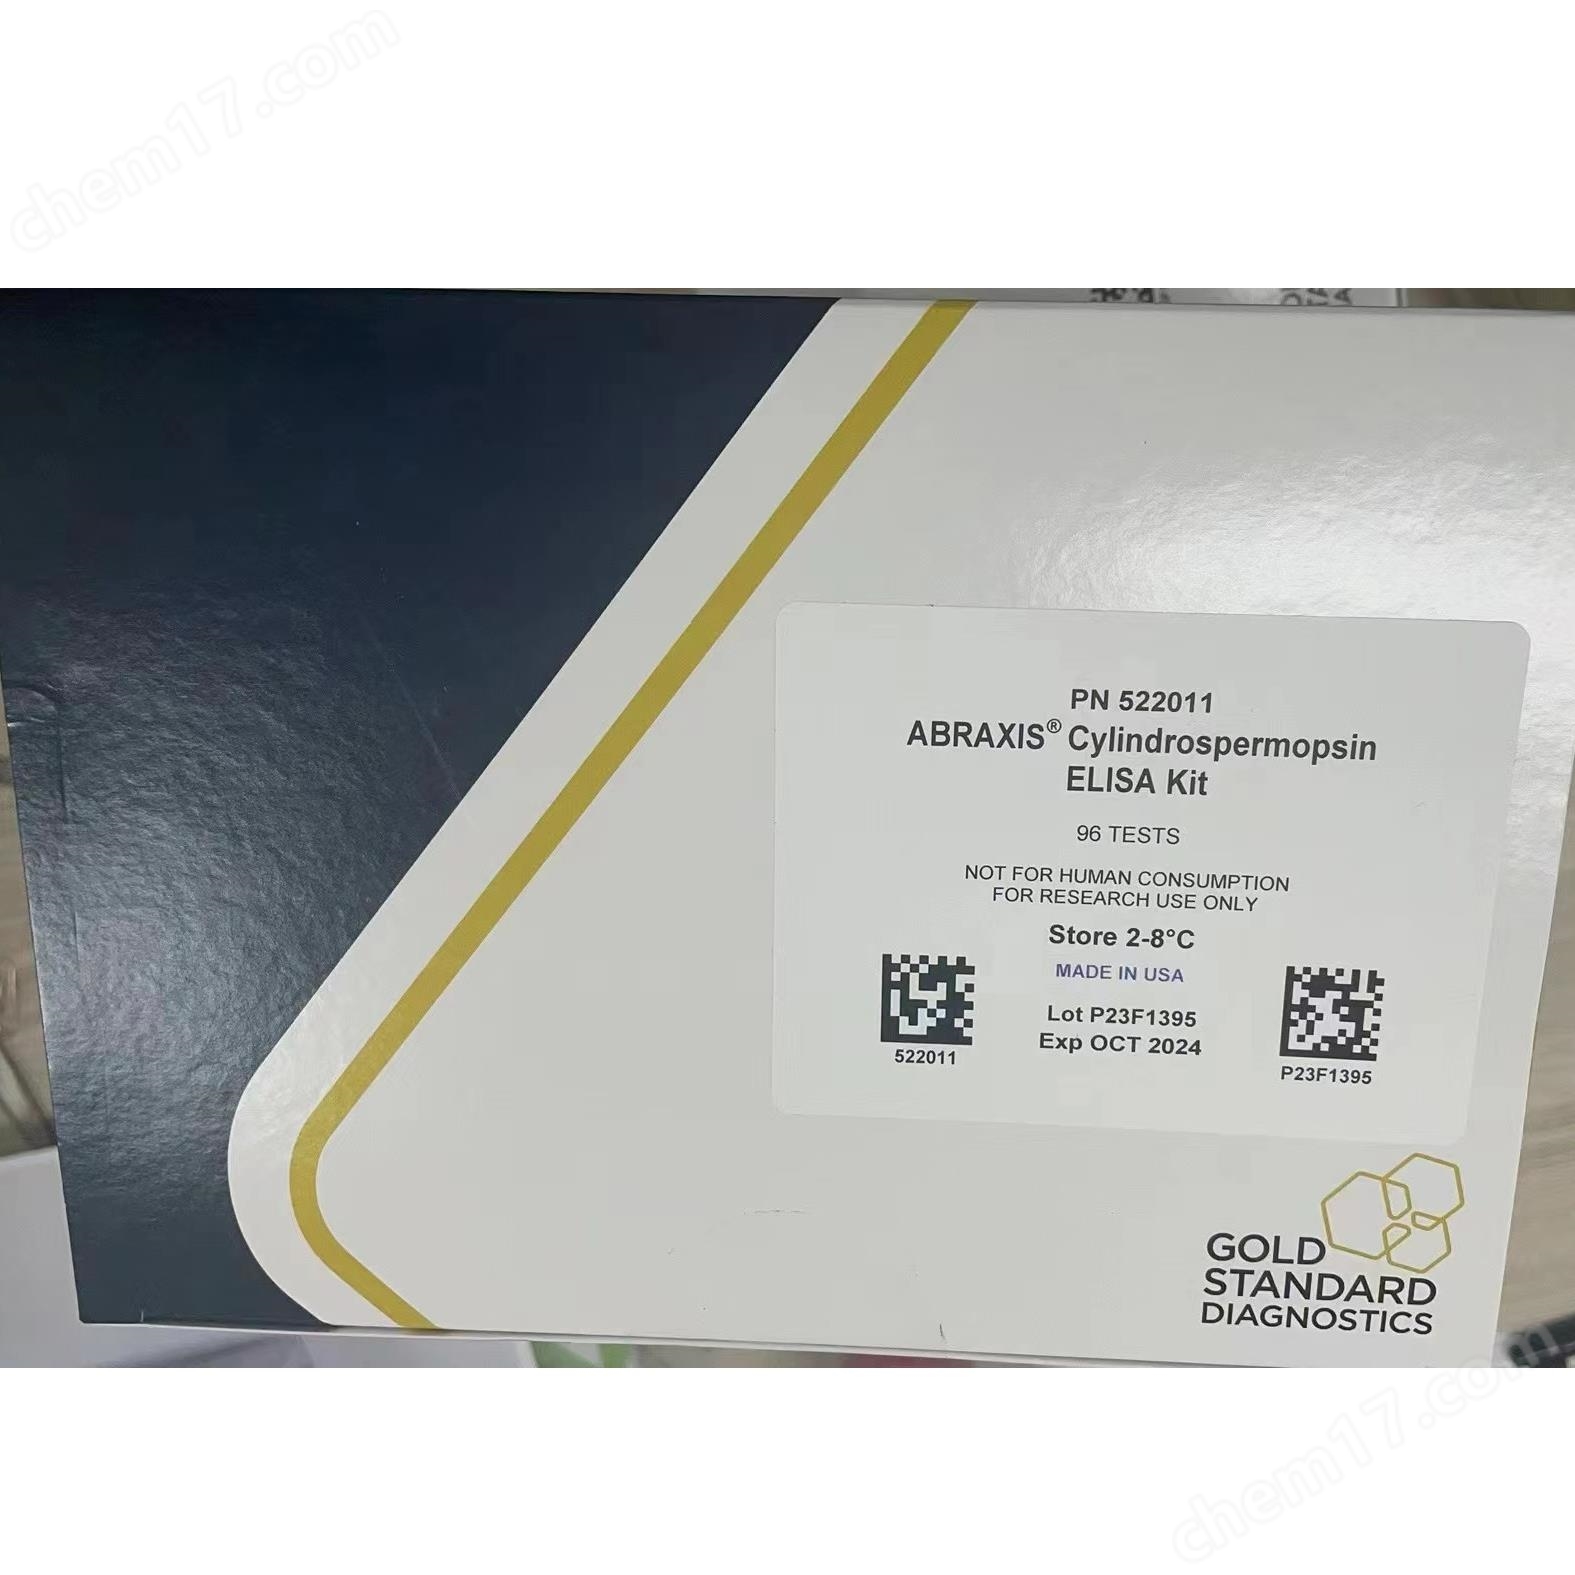 chem17.com
PN 522011
ABRAXIS® Cylindrospermopsin
ELISA Kit
96 TESTS
NOT FOR HUMAN CONSUMPTION
FOR RESEARCH USE ONLY
Store 2-8°C
MADE IN USA
Lot P23F1395
Exp OCT 2024
522011
P23F1395
GOLD
STANDARD
DIAGNOSTICS
chem17.com